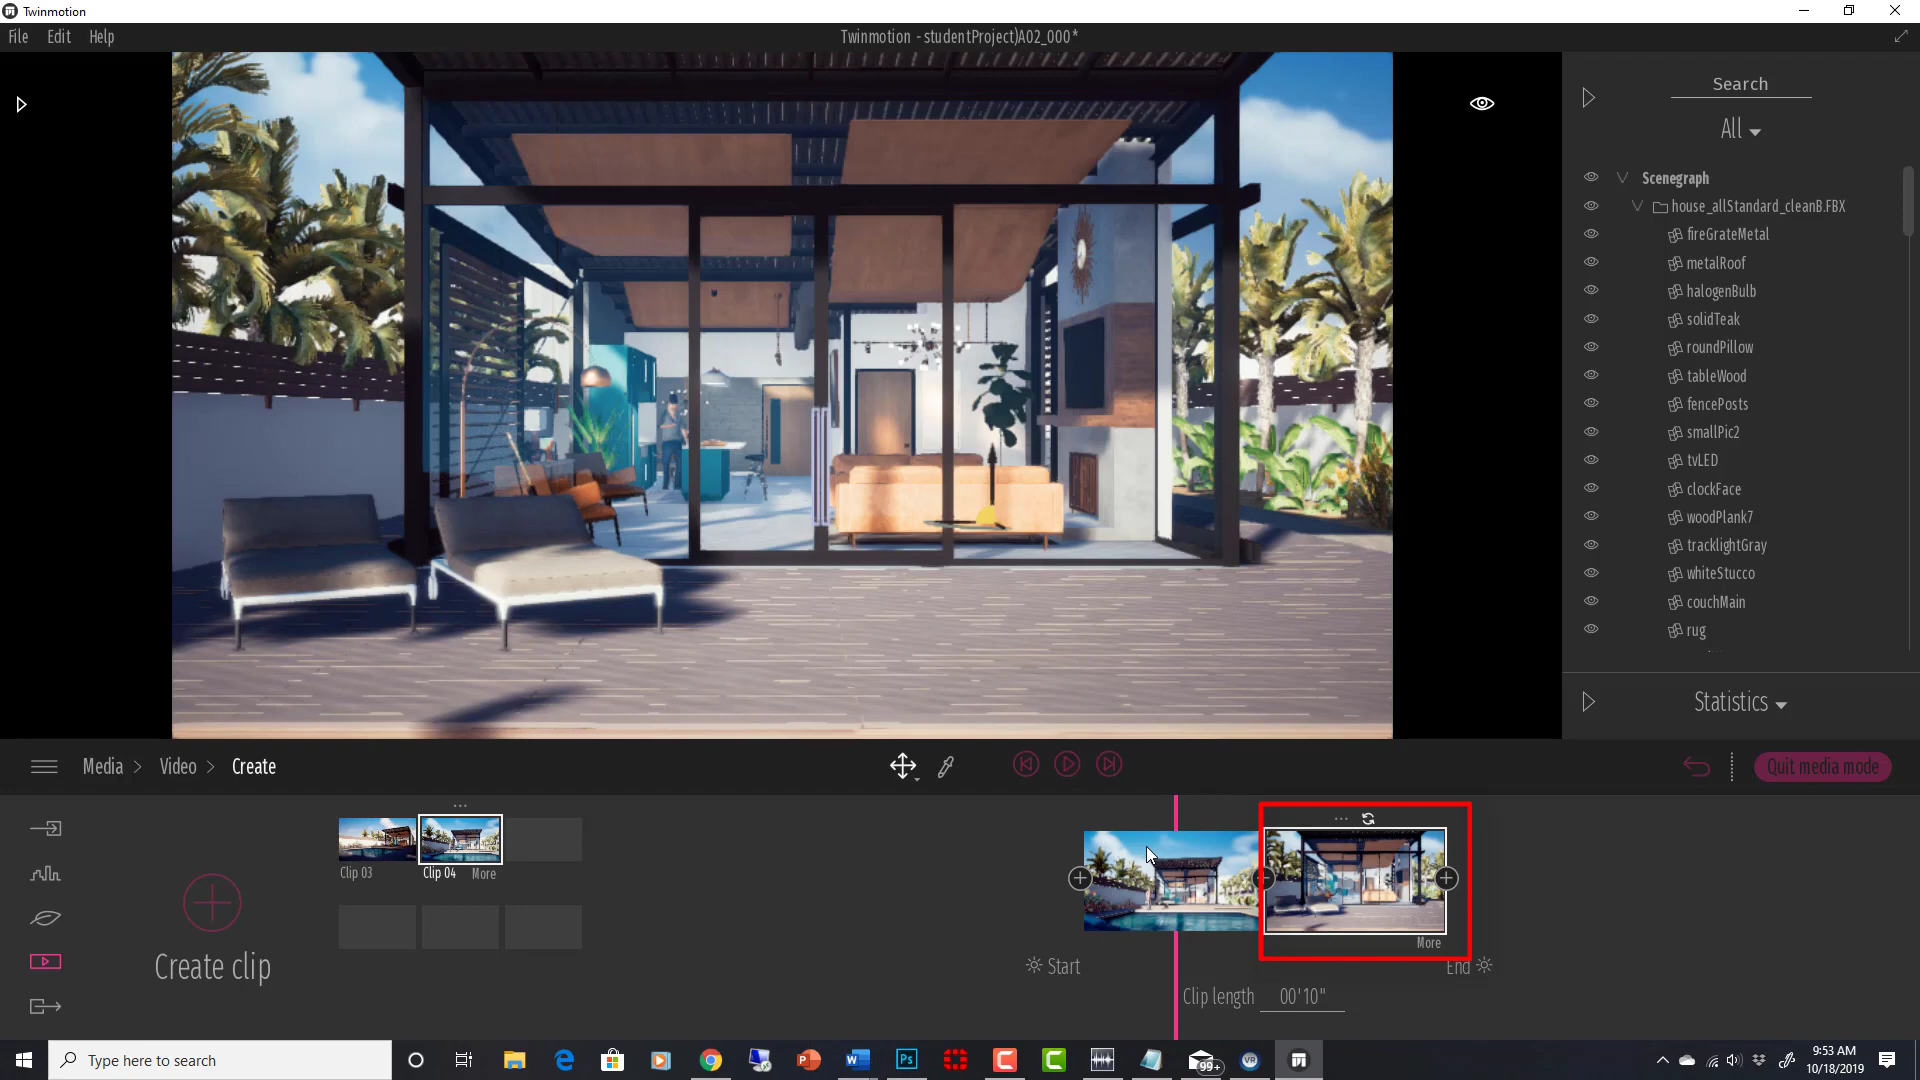 Twinmotion
File Edit Help
Twinmotion - studentProject)A02_000*
Search
All
Scenegraph
house_allStandard_cleanB.FBX
fireGrateMetal
metalRoof
halogenBulb
solidTeak
roundPillow
tableWood
fencePosts
smallPic2
tvLED
clockFace
woodPlank7
tracklightGray
whiteStucco
couchMain
rug
Statistics
Media > Video > Create
Quit media mode
Create clip
Clip 03
Clip 04
More
More
Start
End
Clip length 00'10"
Type here to search
99+
9:53 AM
10/18/2019